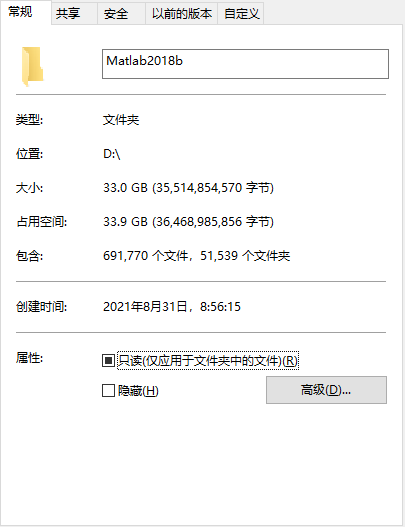 常规 共享 安全 以前的版本 自定义
Matlab2018b
类型: 文件夹
位置: D:\
大小: 33.0 GB (35,514,854,570 字节)
占用空间: 33.9 GB (36,468,985,856 字节)
包含: 691,770 个文件，51,539 个文件夹
创建时间: 2021年8月31日，8:56:15
属性: 只读(仅应用于文件夹中的文件)(R)
隐藏(H) 高级(D)...